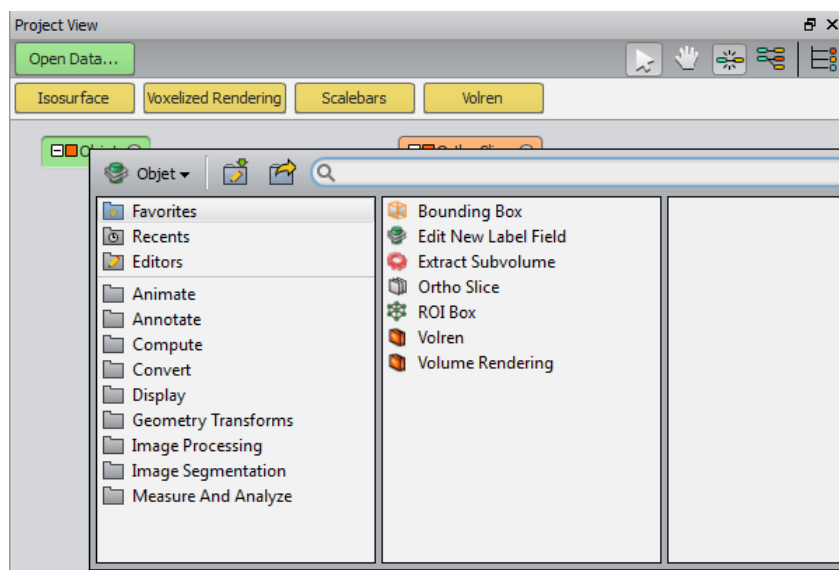 Project View
Open Data...
Isosurface Voxelized Rendering Scalebars Volren
Objet
Favorites
Recents
Editors
Animate
Annotate
Compute
Convert
Display
Geometry Transforms
Image Processing
Image Segmentation
Measure And Analyze
Bounding Box
Edit New Label Field
Extract Subvolume
Ortho Slice
ROI Box
Volren
Volume Rendering